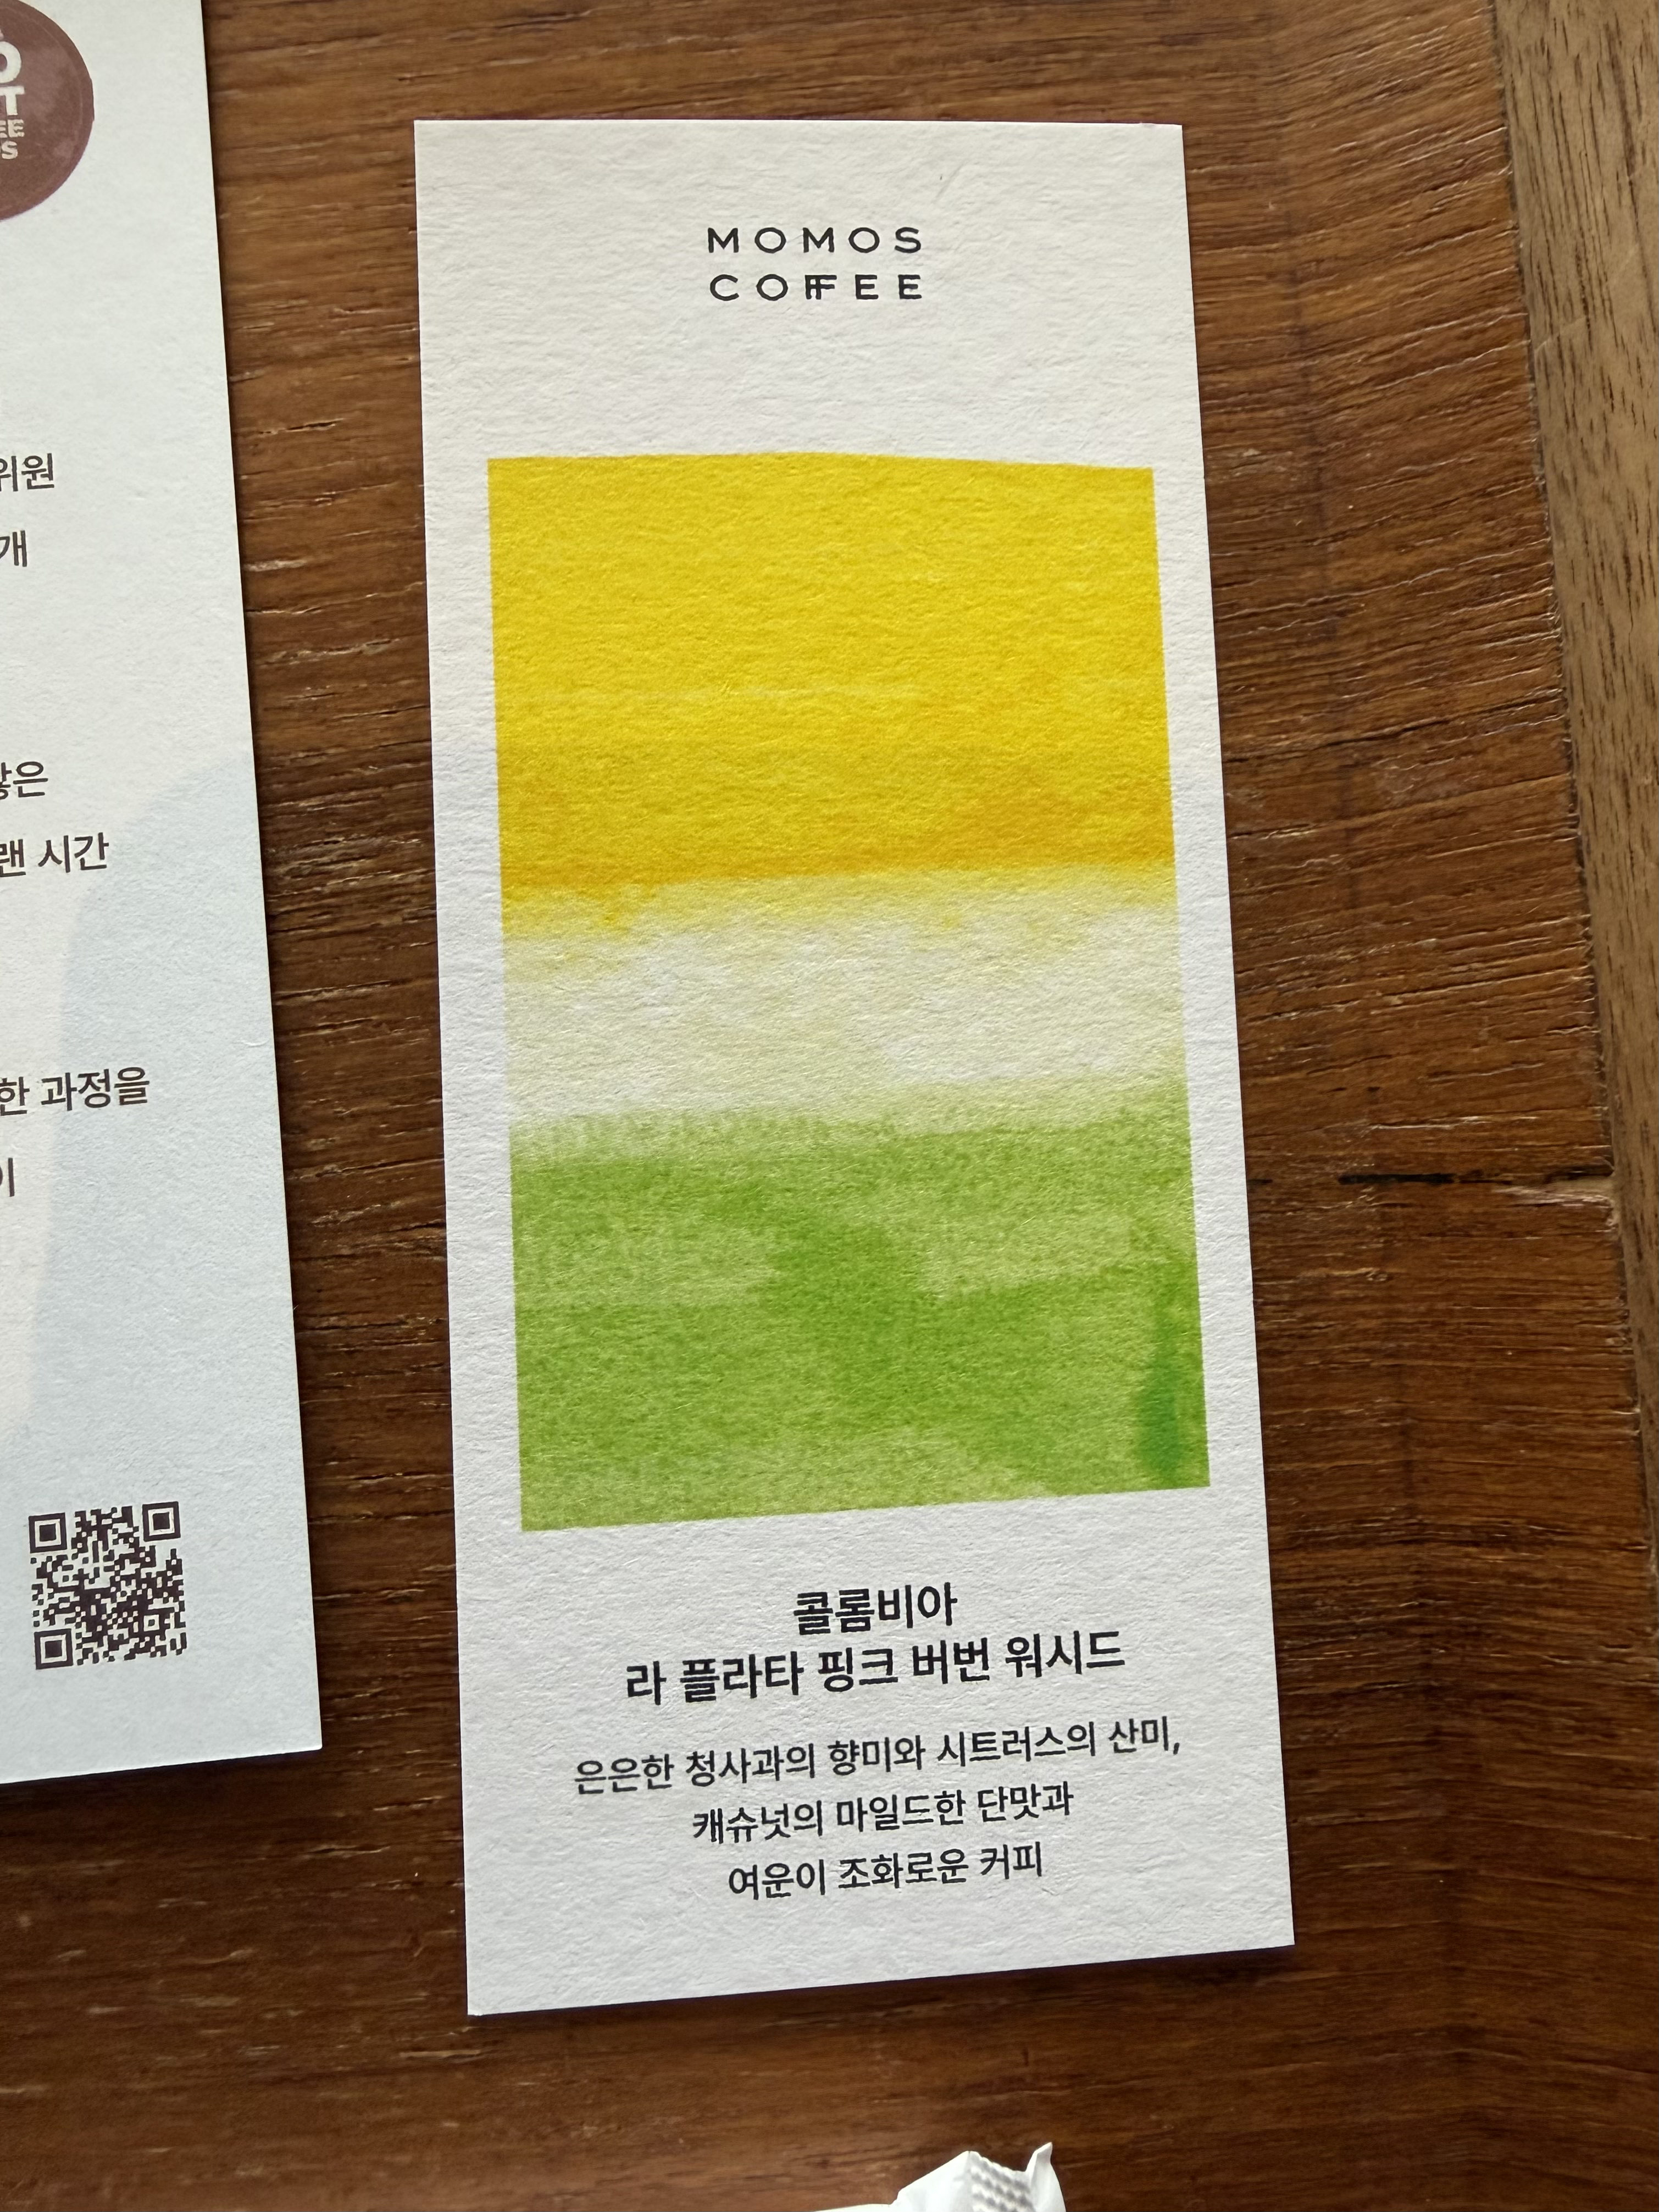 MOMOS
COFFEE
콜롬비아
라 플라타 핑크 버번 워시드
은은한 청사과의 향미와 시트러스의 산미,
캐슈넛의 마일드한 단맛과
여운이 조화로운 커피
위원
개
않은
랜 시간
한 과정을
이